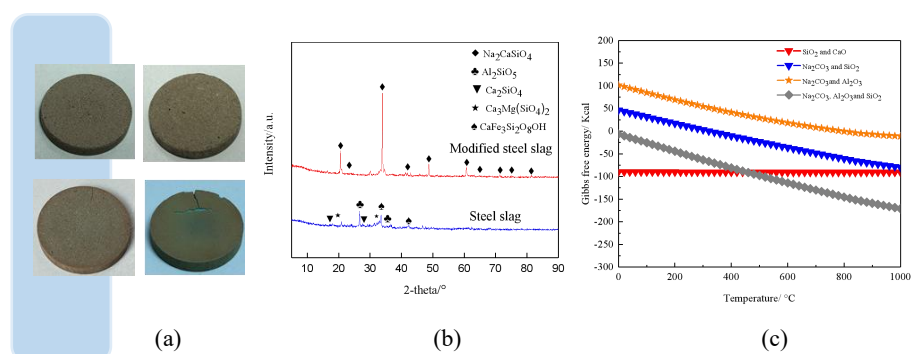 Intensity/a.u.
♦ Na₂CaSiO₄
♣ Al₂SiO₅
▼ Ca₂SiO₄
★ Ca₃Mg(SiO₄)₂
♠ CaFe₃Si₂O₈OH
Modified steel slag
Steel slag
10 20 30 40 50 60 70 80 90
2-theta/°
Gibbs free energy/ Kcal
200
150
100
50
0
-50
-100
-150
-200
-250
-300
SiO₂ and CaO
Na₂CO₃ and SiO₂
Na₂CO₃and Al₂O₃
Na₂CO₃, Al₂O₃and SiO₂
0 200 400 600 800 1000
Temperature/ °C
(a) (b) (c)